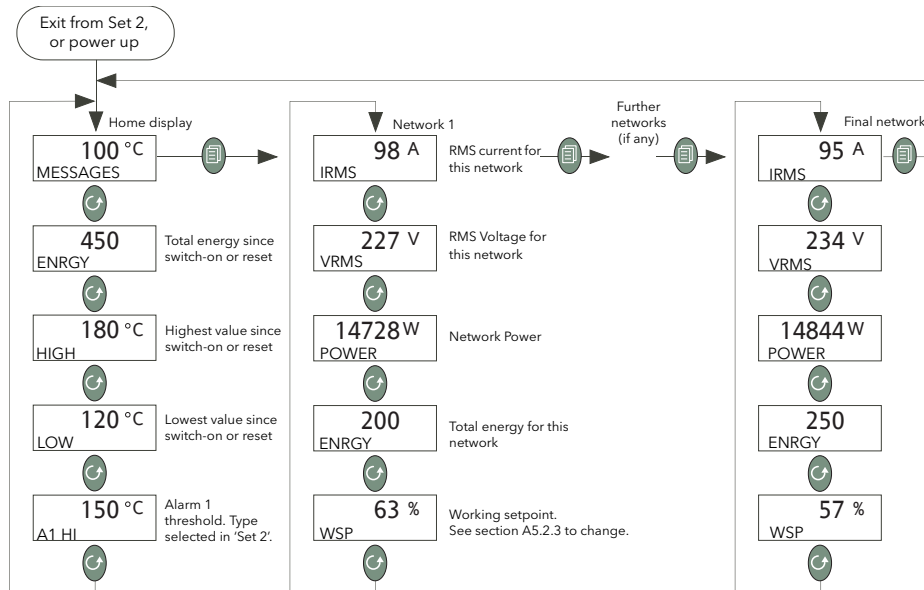 Exit from Set 2,
or power up
Home display
100 °C
MESSAGES
450
ENRGY
Total energy since
switch-on or reset
180 °C
HIGH
Highest value since
switch-on or reset
120 °C
LOW
Lowest value since
switch-on or reset
150 °C
A1 HI
Alarm 1
threshold. Type
selected in 'Set 2'.
Network 1
98 A
IRMS
RMS current for
this network
227 V
VRMS
RMS Voltage for
this network
14728 W
POWER
Network Power
200
ENRGY
Total energy for this
network
63 %
WSP
Working setpoint.
See section A5.2.3 to change.
Further
networks
(if any)
Final network
95 A
IRMS
234 V
VRMS
14844 W
POWER
250
ENRGY
57 %
WSP